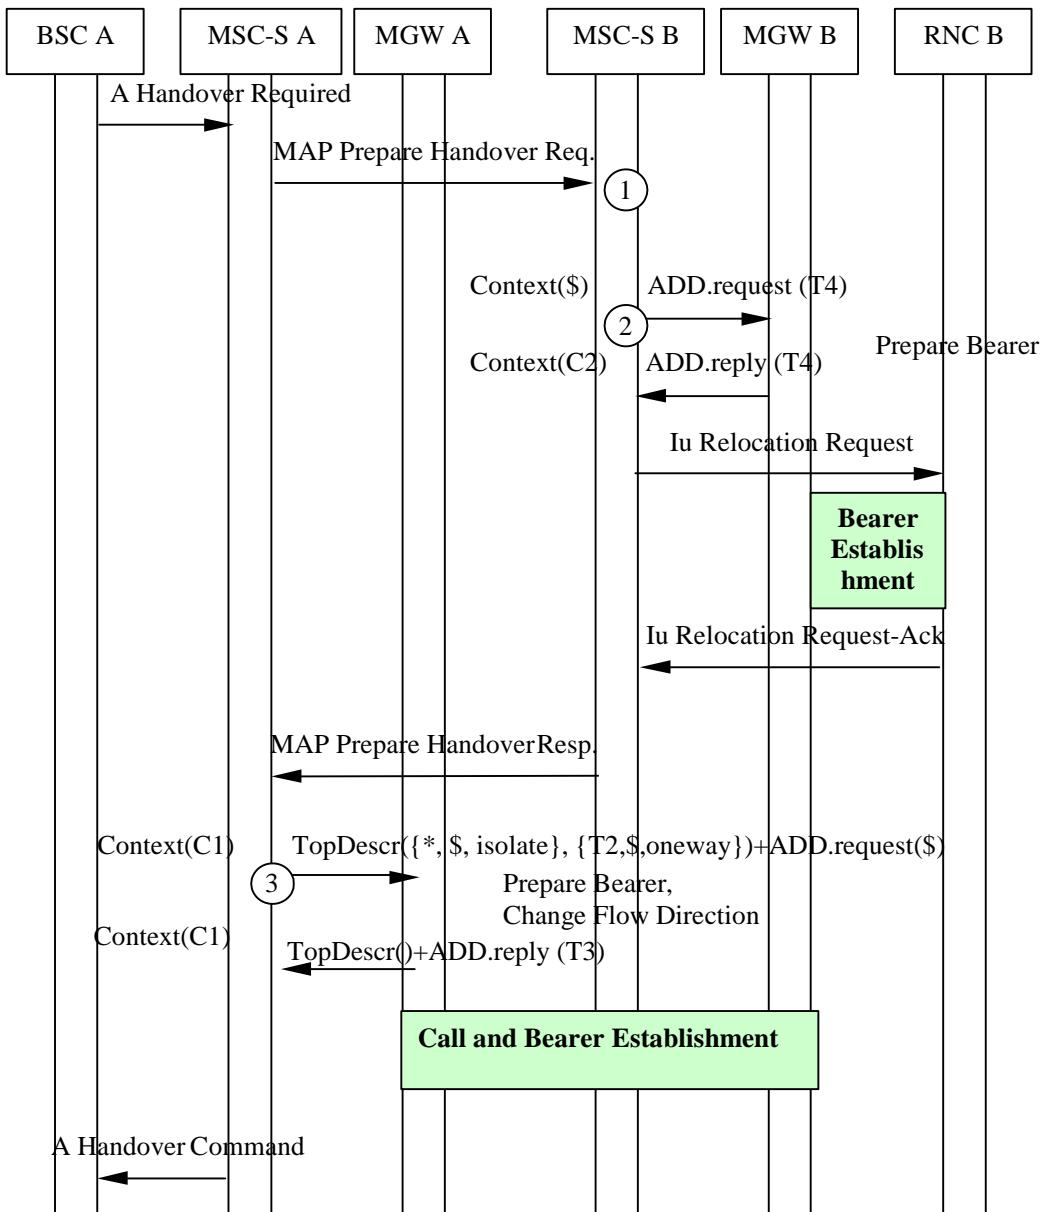 BSC A
MSC-S A
MGW A
MSC-S B
MGW B
RNC B
A Handover Required
MAP Prepare Handover Req.
1
Context($)
ADD.request (T4)
2
Prepare Bearer
Context(C2)
ADD.reply (T4)
Iu Relocation Request
Bearer
Establis
hment
Iu Relocation Request-Ack
MAP Prepare Handover Resp.
Context(C1)
TopDescr({*, $, isolate}, {T2,$,oneway})+ADD.request($)
3
Prepare Bearer,
Change Flow Direction
Context(C1)
TopDescr()+ADD.reply (T3)
Call and Bearer Establishment
A Handover Command